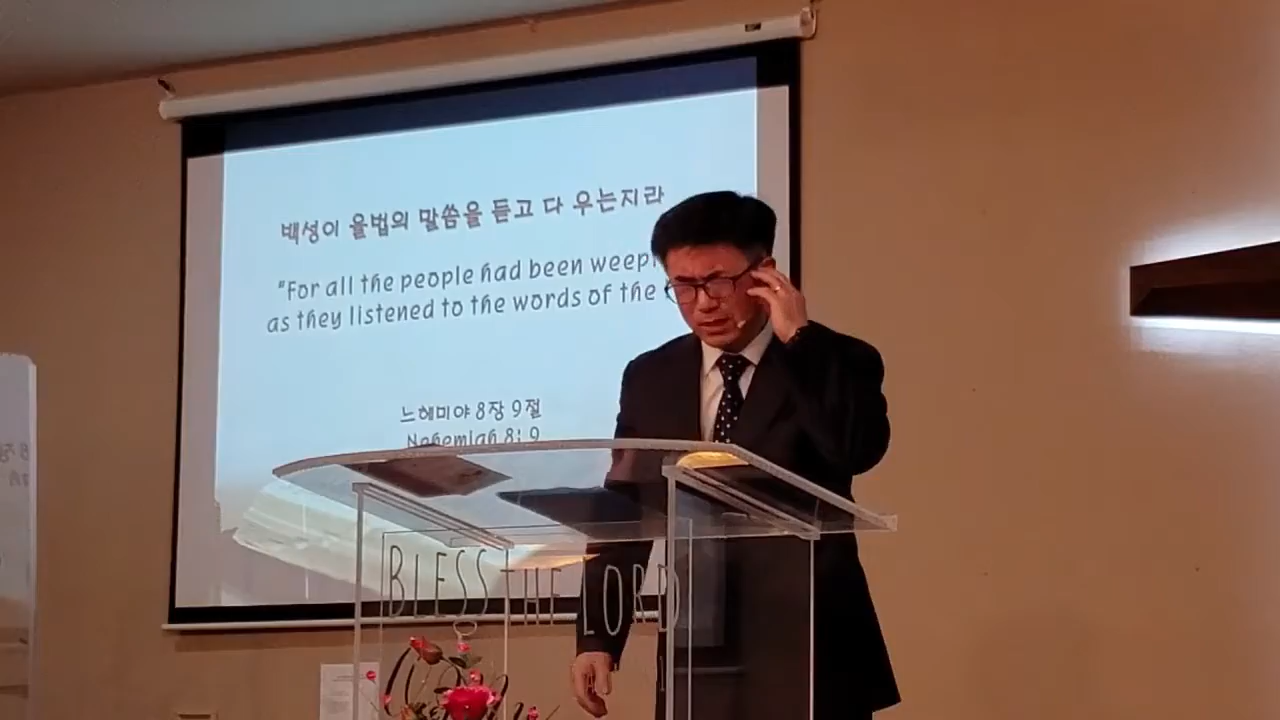 백성이 율법의 말씀을 듣고 다 우는지라
"For all the people had been
as they listened to the words of the
느헤미야 8장 9절
Nehemiah 8: 9
BLESS THE LORD